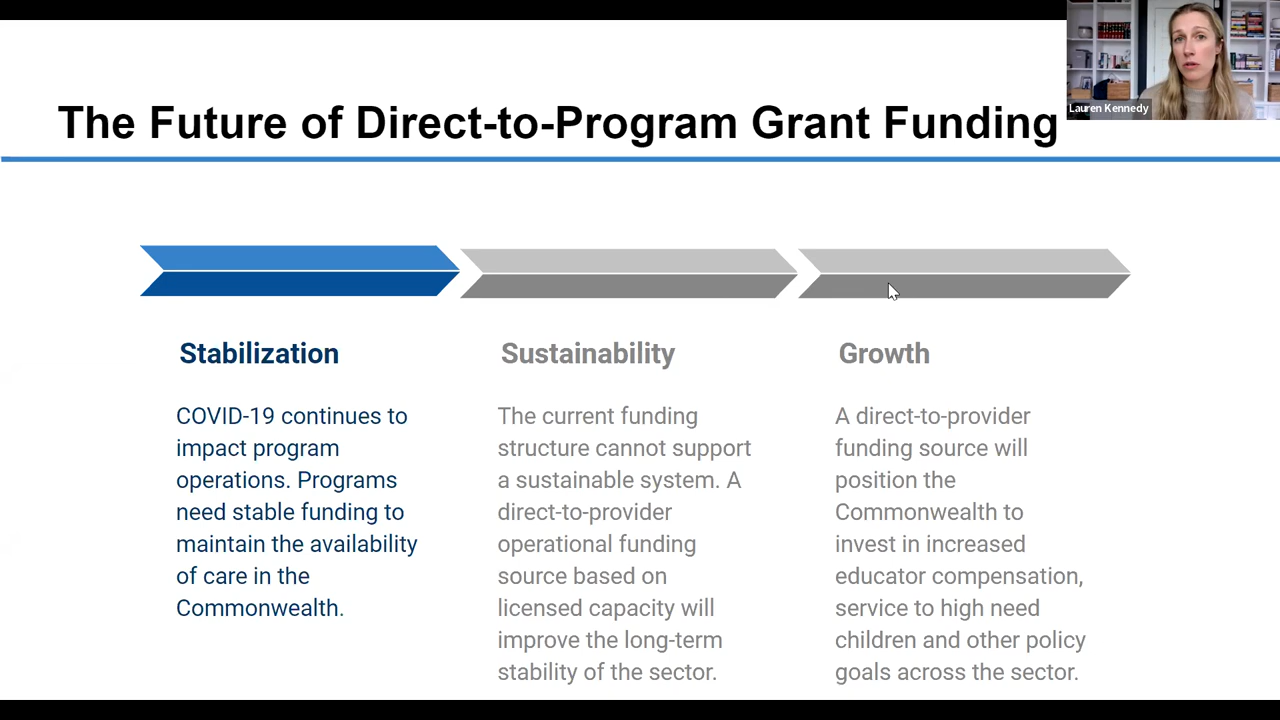 The Future of Direct-to-Program Grant Funding
Lauren Kennedy
Stabilization
COVID-19 continues to
impact program
operations. Programs
need stable funding to
maintain the availability
of care in the
Commonwealth.
Sustainability
The current funding
structure cannot support
a sustainable system. A
direct-to-provider
operational funding
source based on
licensed capacity will
improve the long-term
stability of the sector.
Growth
A direct-to-provider
funding source will
position the
Commonwealth to
invest in increased
educator compensation,
service to high need
children and other policy
goals across the sector.